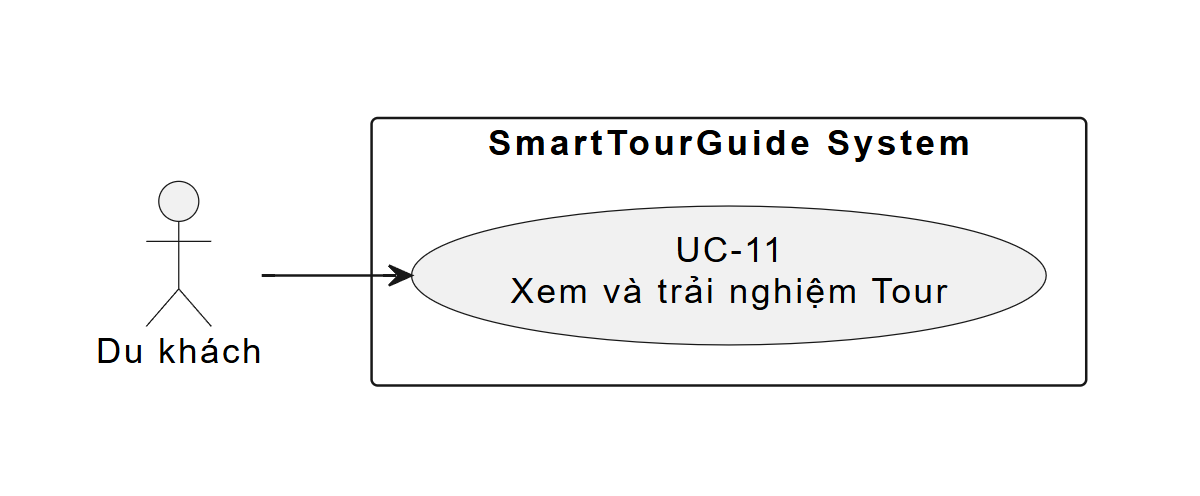 SmartTourGuide System
UC-11
Xem và trải nghiệm Tour
Du khách